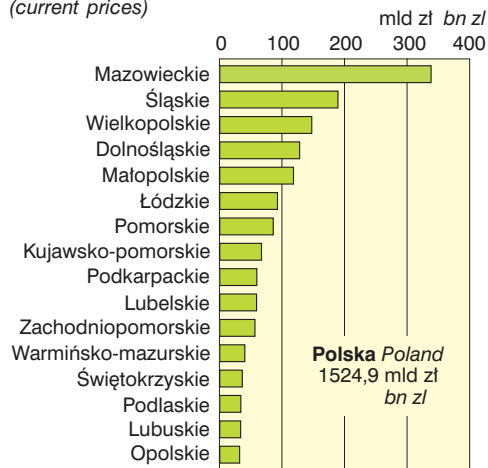 (current prices)
mld zł bn zl
0 100 200 300 400
Mazowieckie
Śląskie
Wielkopolskie
Dolnośląskie
Małopolskie
Łódzkie
Pomorskie
Kujawsko-pomorskie
Podkarpackie
Lubelskie
Zachodniopomorskie
Warmińsko-mazurskie
Świętokrzyskie
Podlaskie
Lubuskie
Opolskie
Polska Poland
1524,9 mld zł
bn zl